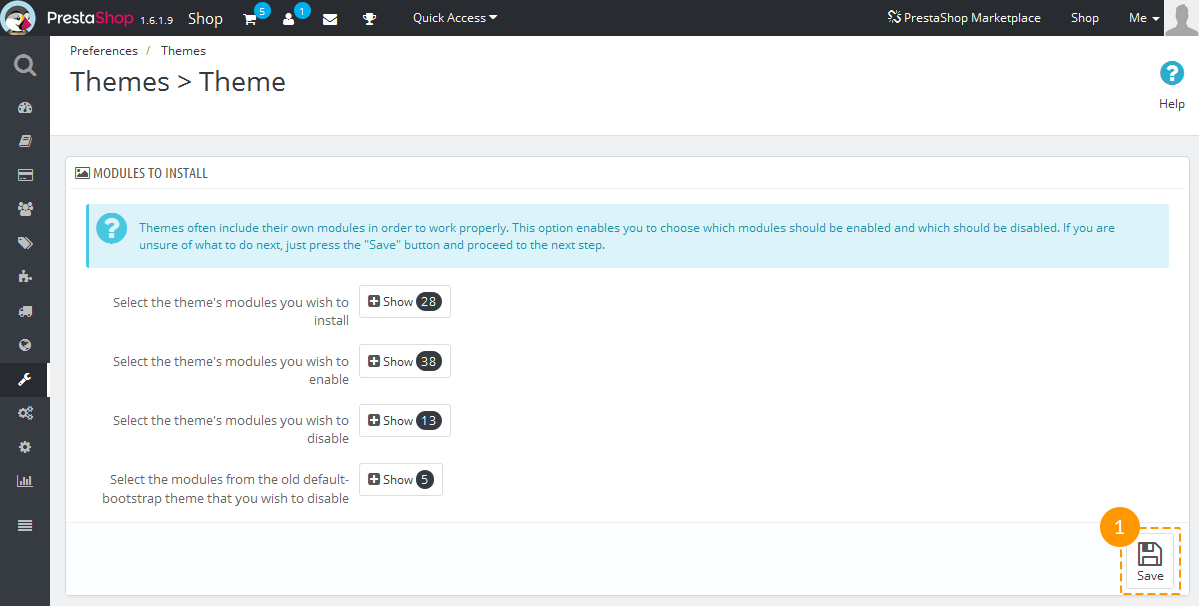 PrestaShop 1.6.1.9 Shop 5 1 Quick Access PrestaShop Marketplace Shop Me
Preferences / Themes
Themes > Theme
Help
MODULES TO INSTALL
Themes often include their own modules in order to work properly. This option enables you to choose which modules should be enabled and which should be disabled. If you are
unsure of what to do next, just press the "Save" button and proceed to the next step.
Select the theme's modules you wish to
install
Show 28
Select the theme's modules you wish to
enable
Show 38
Select the theme's modules you wish to
disable
Show 13
Select the modules from the old default-
bootstrap theme that you wish to disable
Show 5
1
Save